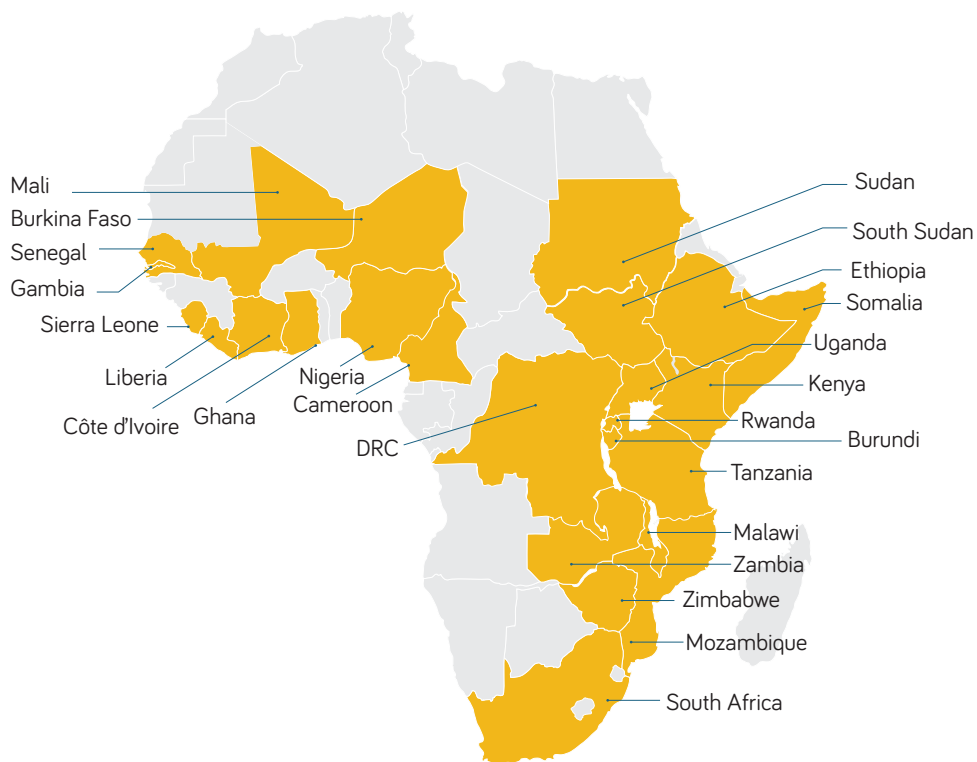 Mali
Burkina Faso
Senegal
Gambia
Sierra Leone
Liberia
Côte d'Ivoire
Ghana
Nigeria
Cameroon
DRC
Sudan
South Sudan
Ethiopia
Somalia
Uganda
Kenya
Rwanda
Burundi
Tanzania
Malawi
Zambia
Zimbabwe
Mozambique
South Africa